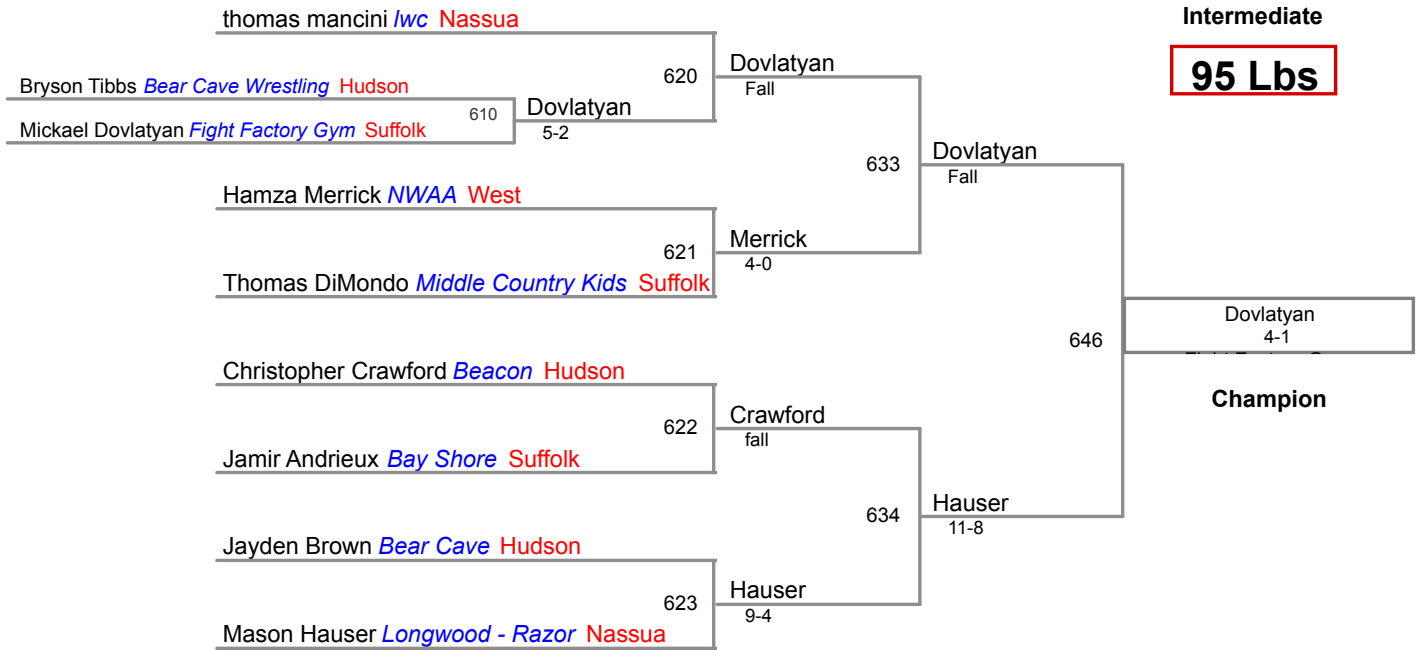 thomas mancini lwc Nassua
Intermediate
95 Lbs
620
Dovlatyan
Fall
Bryson Tibbs Bear Cave Wrestling Hudson
610
Dovlatyan
5-2
Mickael Dovlatyan Fight Factory Gym Suffolk
633
Dovlatyan
Fall
Hamza Merrick NWAA West
621
Merrick
4-0
Thomas DiMondo Middle Country Kids Suffolk
646
Dovlatyan
4-1
Champion
Christopher Crawford Beacon Hudson
622
Crawford
fall
Jamir Andrieux Bay Shore Suffolk
634
Hauser
11-8
Jayden Brown Bear Cave Hudson
623
Hauser
9-4
Mason Hauser Longwood - Razor Nassua